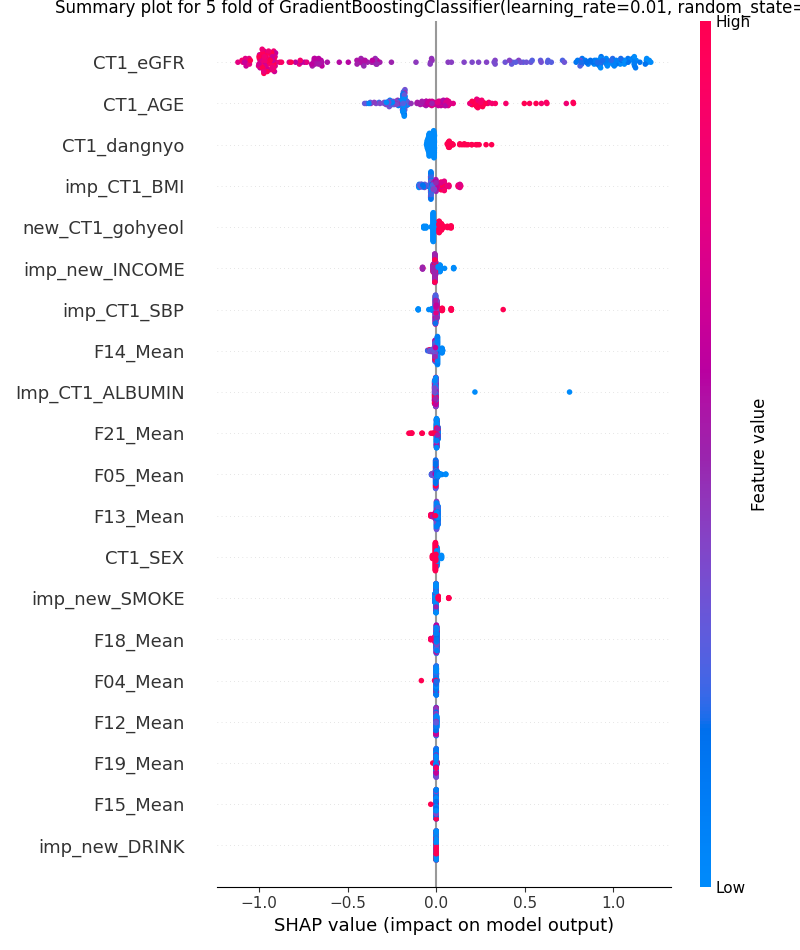 Summary plot for 5 fold of GradientBoostingClassifier(learning_rate=0.01, random_state=
High
CT1_eGFR
CT1_AGE
CT1_dangnyo
imp_CT1_BMI
new_CT1_gohyeol
imp_new_INCOME
imp_CT1_SBP
F14_Mean
Imp_CT1_ALBUMIN
F21_Mean
F05_Mean
F13_Mean
CT1_SEX
imp_new_SMOKE
F18_Mean
F04_Mean
F12_Mean
F19_Mean
F15_Mean
imp_new_DRINK
Feature value
Low
−1.0 −0.5 0.0 0.5 1.0
SHAP value (impact on model output)